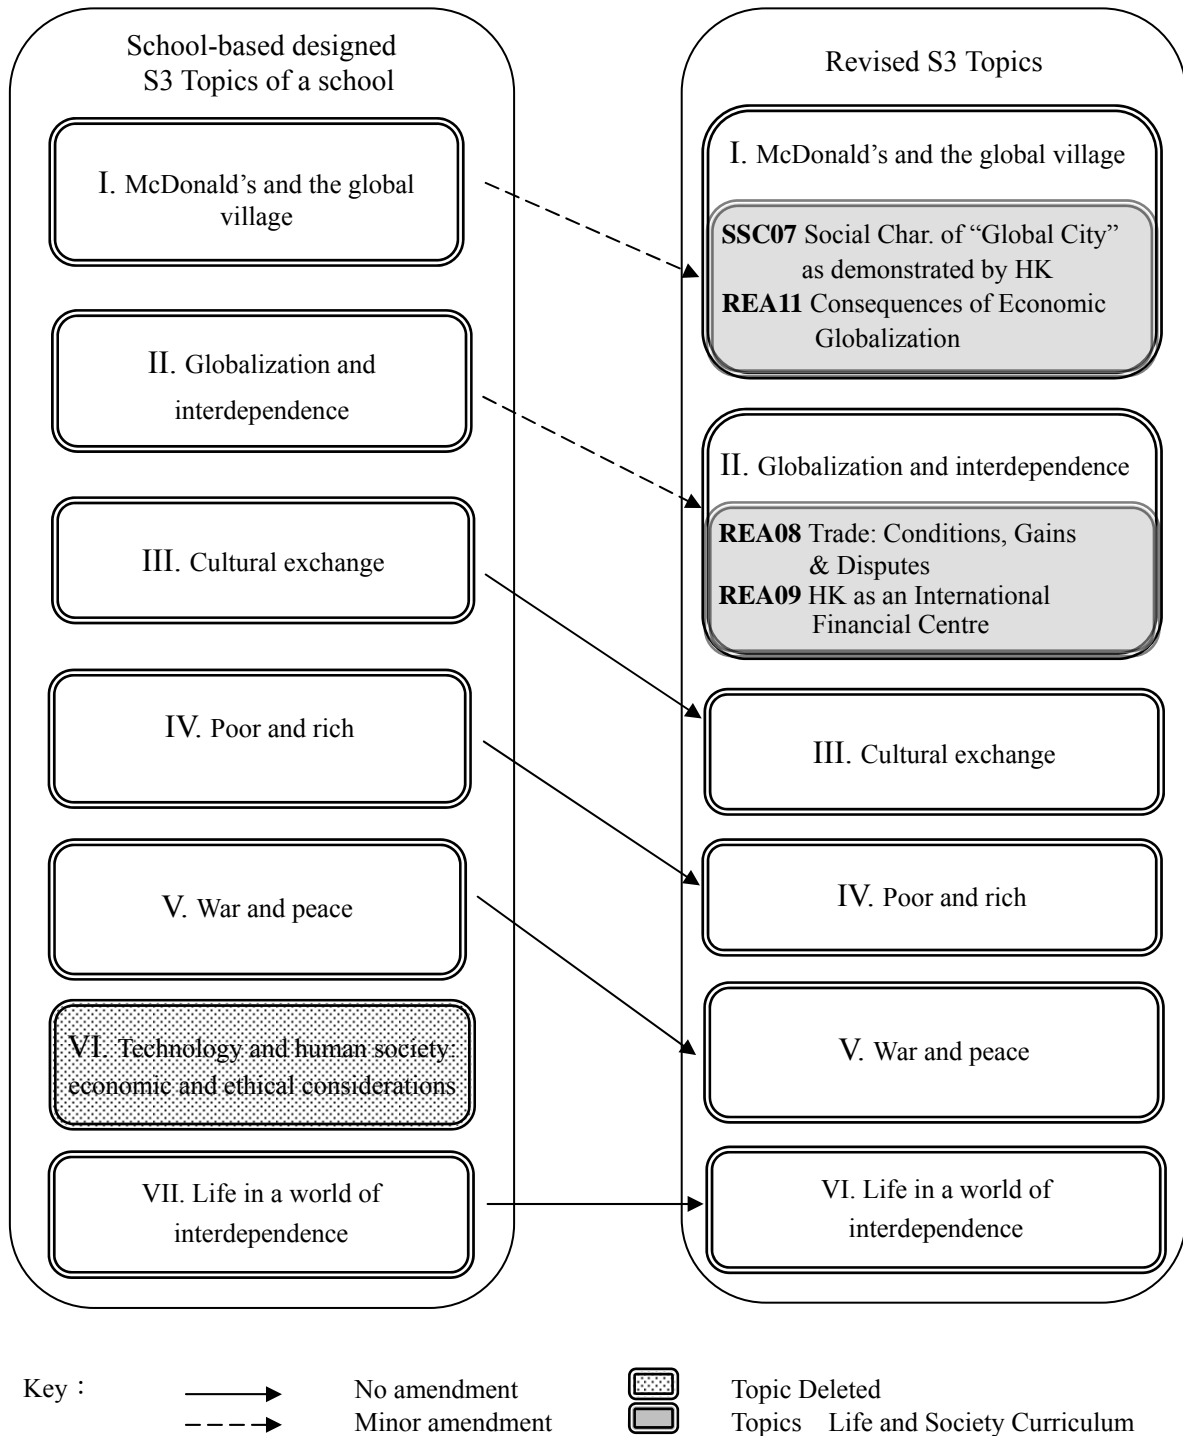 School-based designed
S3 Topics of a school
I. McDonald’s and the global
village
II. Globalization and
interdependence
III. Cultural exchange
IV. Poor and rich
V. War and peace
VI. Technology and human society:
economic and ethical considerations
VII. Life in a world of
interdependence
Revised S3 Topics
I. McDonald’s and the global village
SSC07 Social Char. of “Global City”
as demonstrated by HK
REA11 Consequences of Economic
Globalization
II. Globalization and interdependence
REA08 Trade: Conditions, Gains
& Disputes
REA09 HK as an International
Financial Centre
III. Cultural exchange
IV. Poor and rich
V. War and peace
VI. Life in a world of
interdependence
Key：
No amendment
Minor amendment
Topic Deleted
Topics Life and Society Curriculum